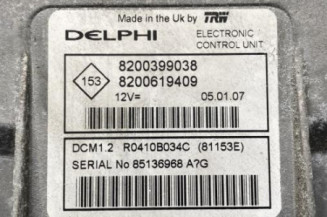 Made in the Uk by TRW
DELPHI ELECTRONIC
CONTROL UNIT
8200399038
153
8200619409
12V= 05.01.07
DCM1.2 R0410B034C (81153E)
SERIAL No 85136968 A?G